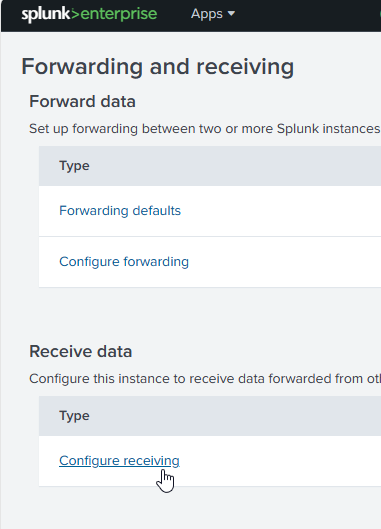 splunk>enterprise Apps
Forwarding and receiving
Forward data
Set up forwarding between two or more Splunk instances
Type
Forwarding defaults
Configure forwarding
Receive data
Configure this instance to receive data forwarded from
Type
Configure receiving